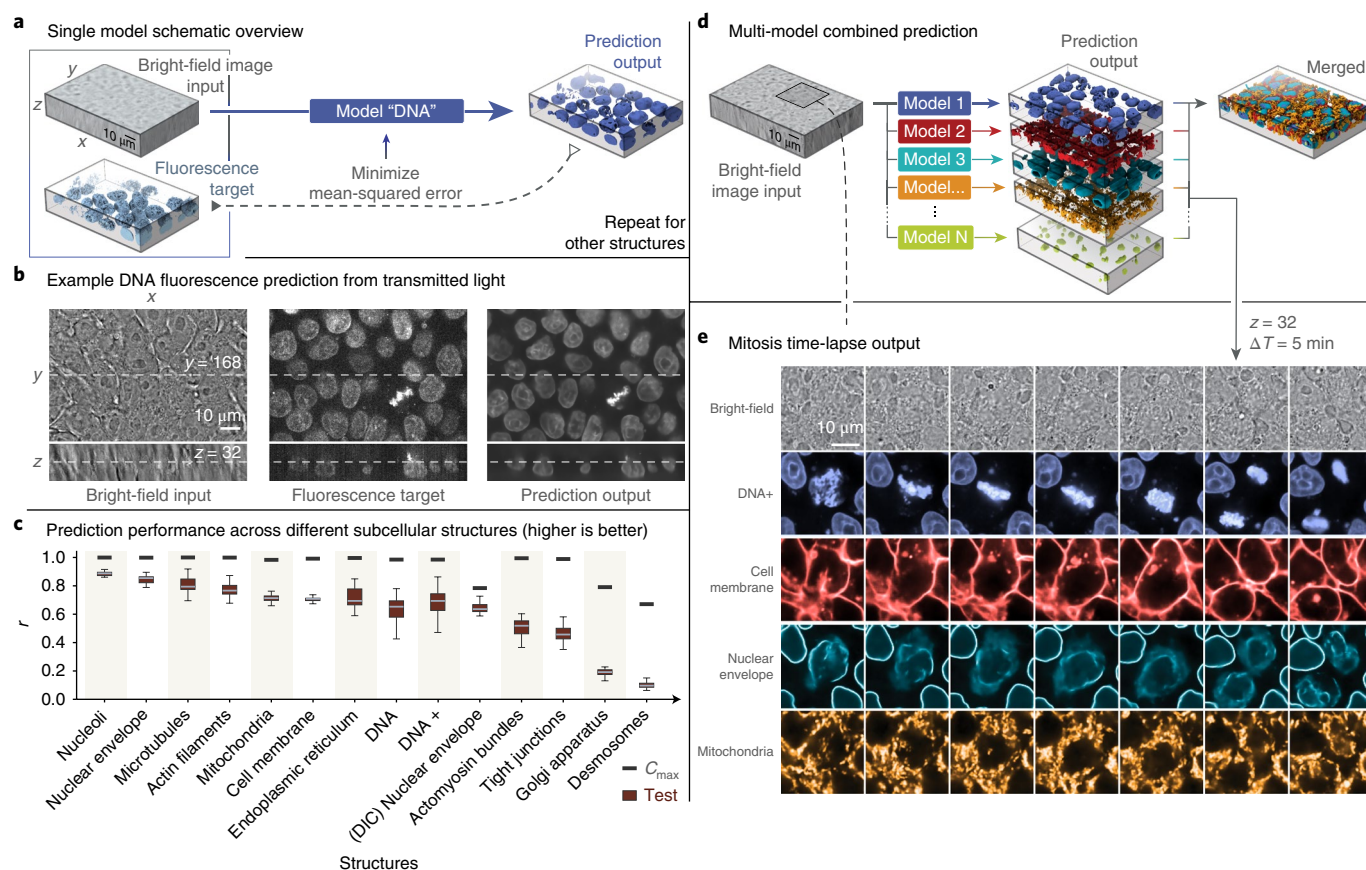 a
Single model schematic overview
Bright-field image
input
y
z
x
10 μm
Model “DNA”
Prediction
output
Fluorescence
target
Minimize
mean-squared error
Repeat for
other structures
b
Example DNA fluorescence prediction from transmitted light
x
y
z
y = 168
10 μm
z = 32
Bright-field input
Fluorescence target
Prediction output
c
Prediction performance across different subcellular structures (higher is better)
1.0
0.8
0.6
0.4
0.2
0.0
r
Nucleoli
Nuclear envelope
Microtubules
Actin filaments
Mitochondria
Cell membrane
Endoplasmic reticulum
DNA
DNA +
(DIC) Nuclear envelope
Actomyosin bundles
Tight junctions
Golgi apparatus
Desmosomes
Cmax
Test
Structures
d
Multi-model combined prediction
10 μm
Bright-field
image input
Model 1
Model 2
Model 3
Model...
⋮
Model N
Prediction
output
Merged
z = 32
ΔT = 5 min
e
Mitosis time-lapse output
Bright-field
10 μm
DNA+
Cell
membrane
Nuclear
envelope
Mitochondria